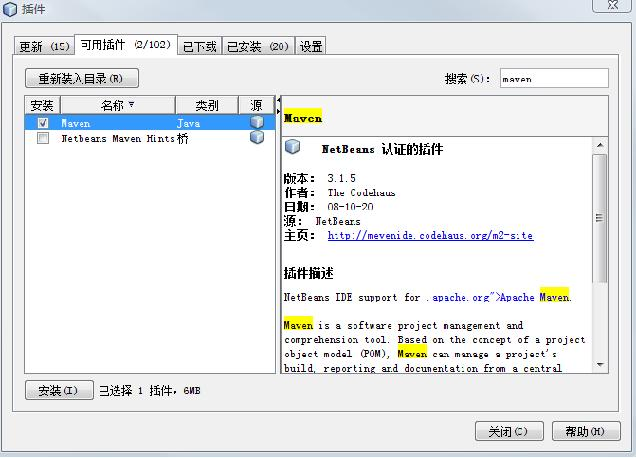 插件
更新 (15) 可用插件 (2/102) 已下载 已安装 (20) 设置
重新装入目录(R) 搜索(S): maven
安装 名称 类别 源
Maven Java
Netbeans Maven Hints 桥
Maven
NetBeans 认证的插件
版本: 3.1.5
作者: The Codehaus
日期: 08-10-20
源: NetBeans
主页: http://mevenide.codehaus.org/m2-site
插件描述
NetBeans IDE support for .apache.org">Apache Maven.
Maven is a software project management and
comprehension tool. Based on the concept of a project
object model (POM), Maven can manage a project's
build, reporting and documentation from a central
安装(I) 已选择 1 插件，6MB
关闭(C) 帮助(H)